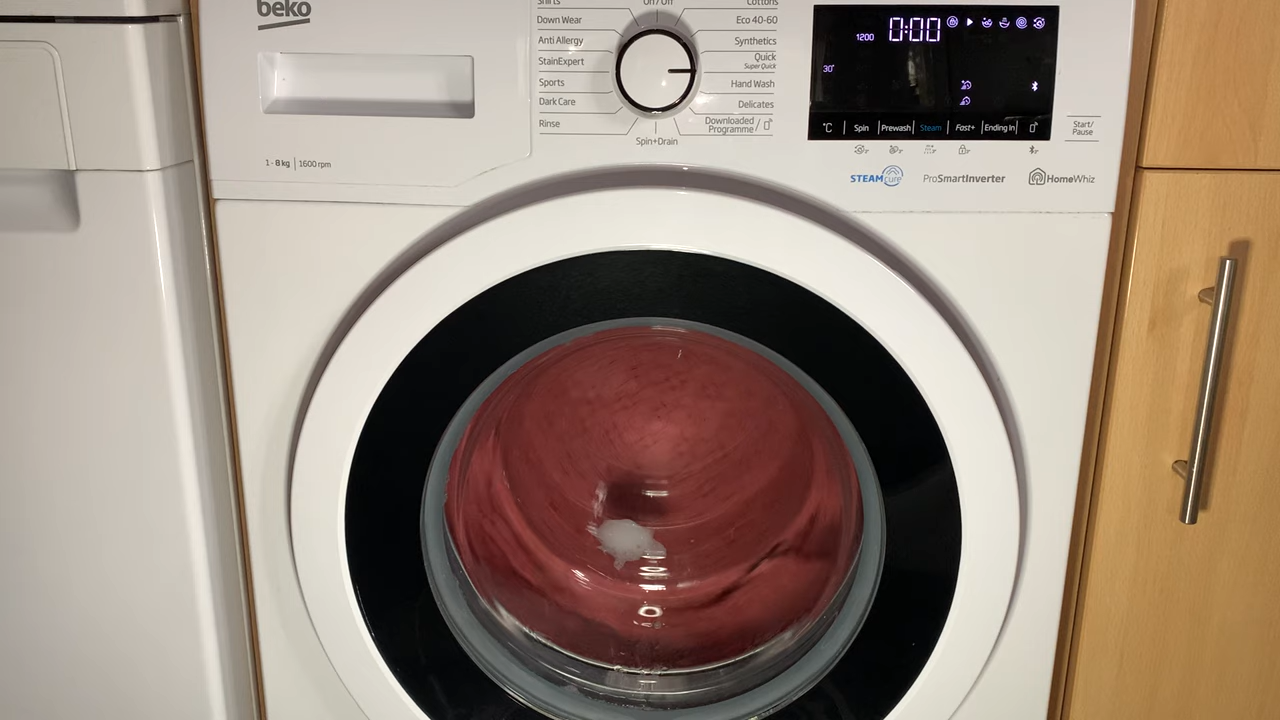 beko
1 - 8 kg | 1600 rpm
Shirts
Down Wear
Anti Allergy
StainExpert
Sports
Dark Care
Rinse
On / Off
Spin+Drain
Cottons
Eco 40-60
Synthetics
Quick
Super Quick
Hand Wash
Delicates
Downloaded
Programme /
1200
0:00
30°
°C | Spin | Prewash | Steam | Fast+ | Ending In
Start/
Pause
STEAMcure
ProSmartInverter
HomeWhiz